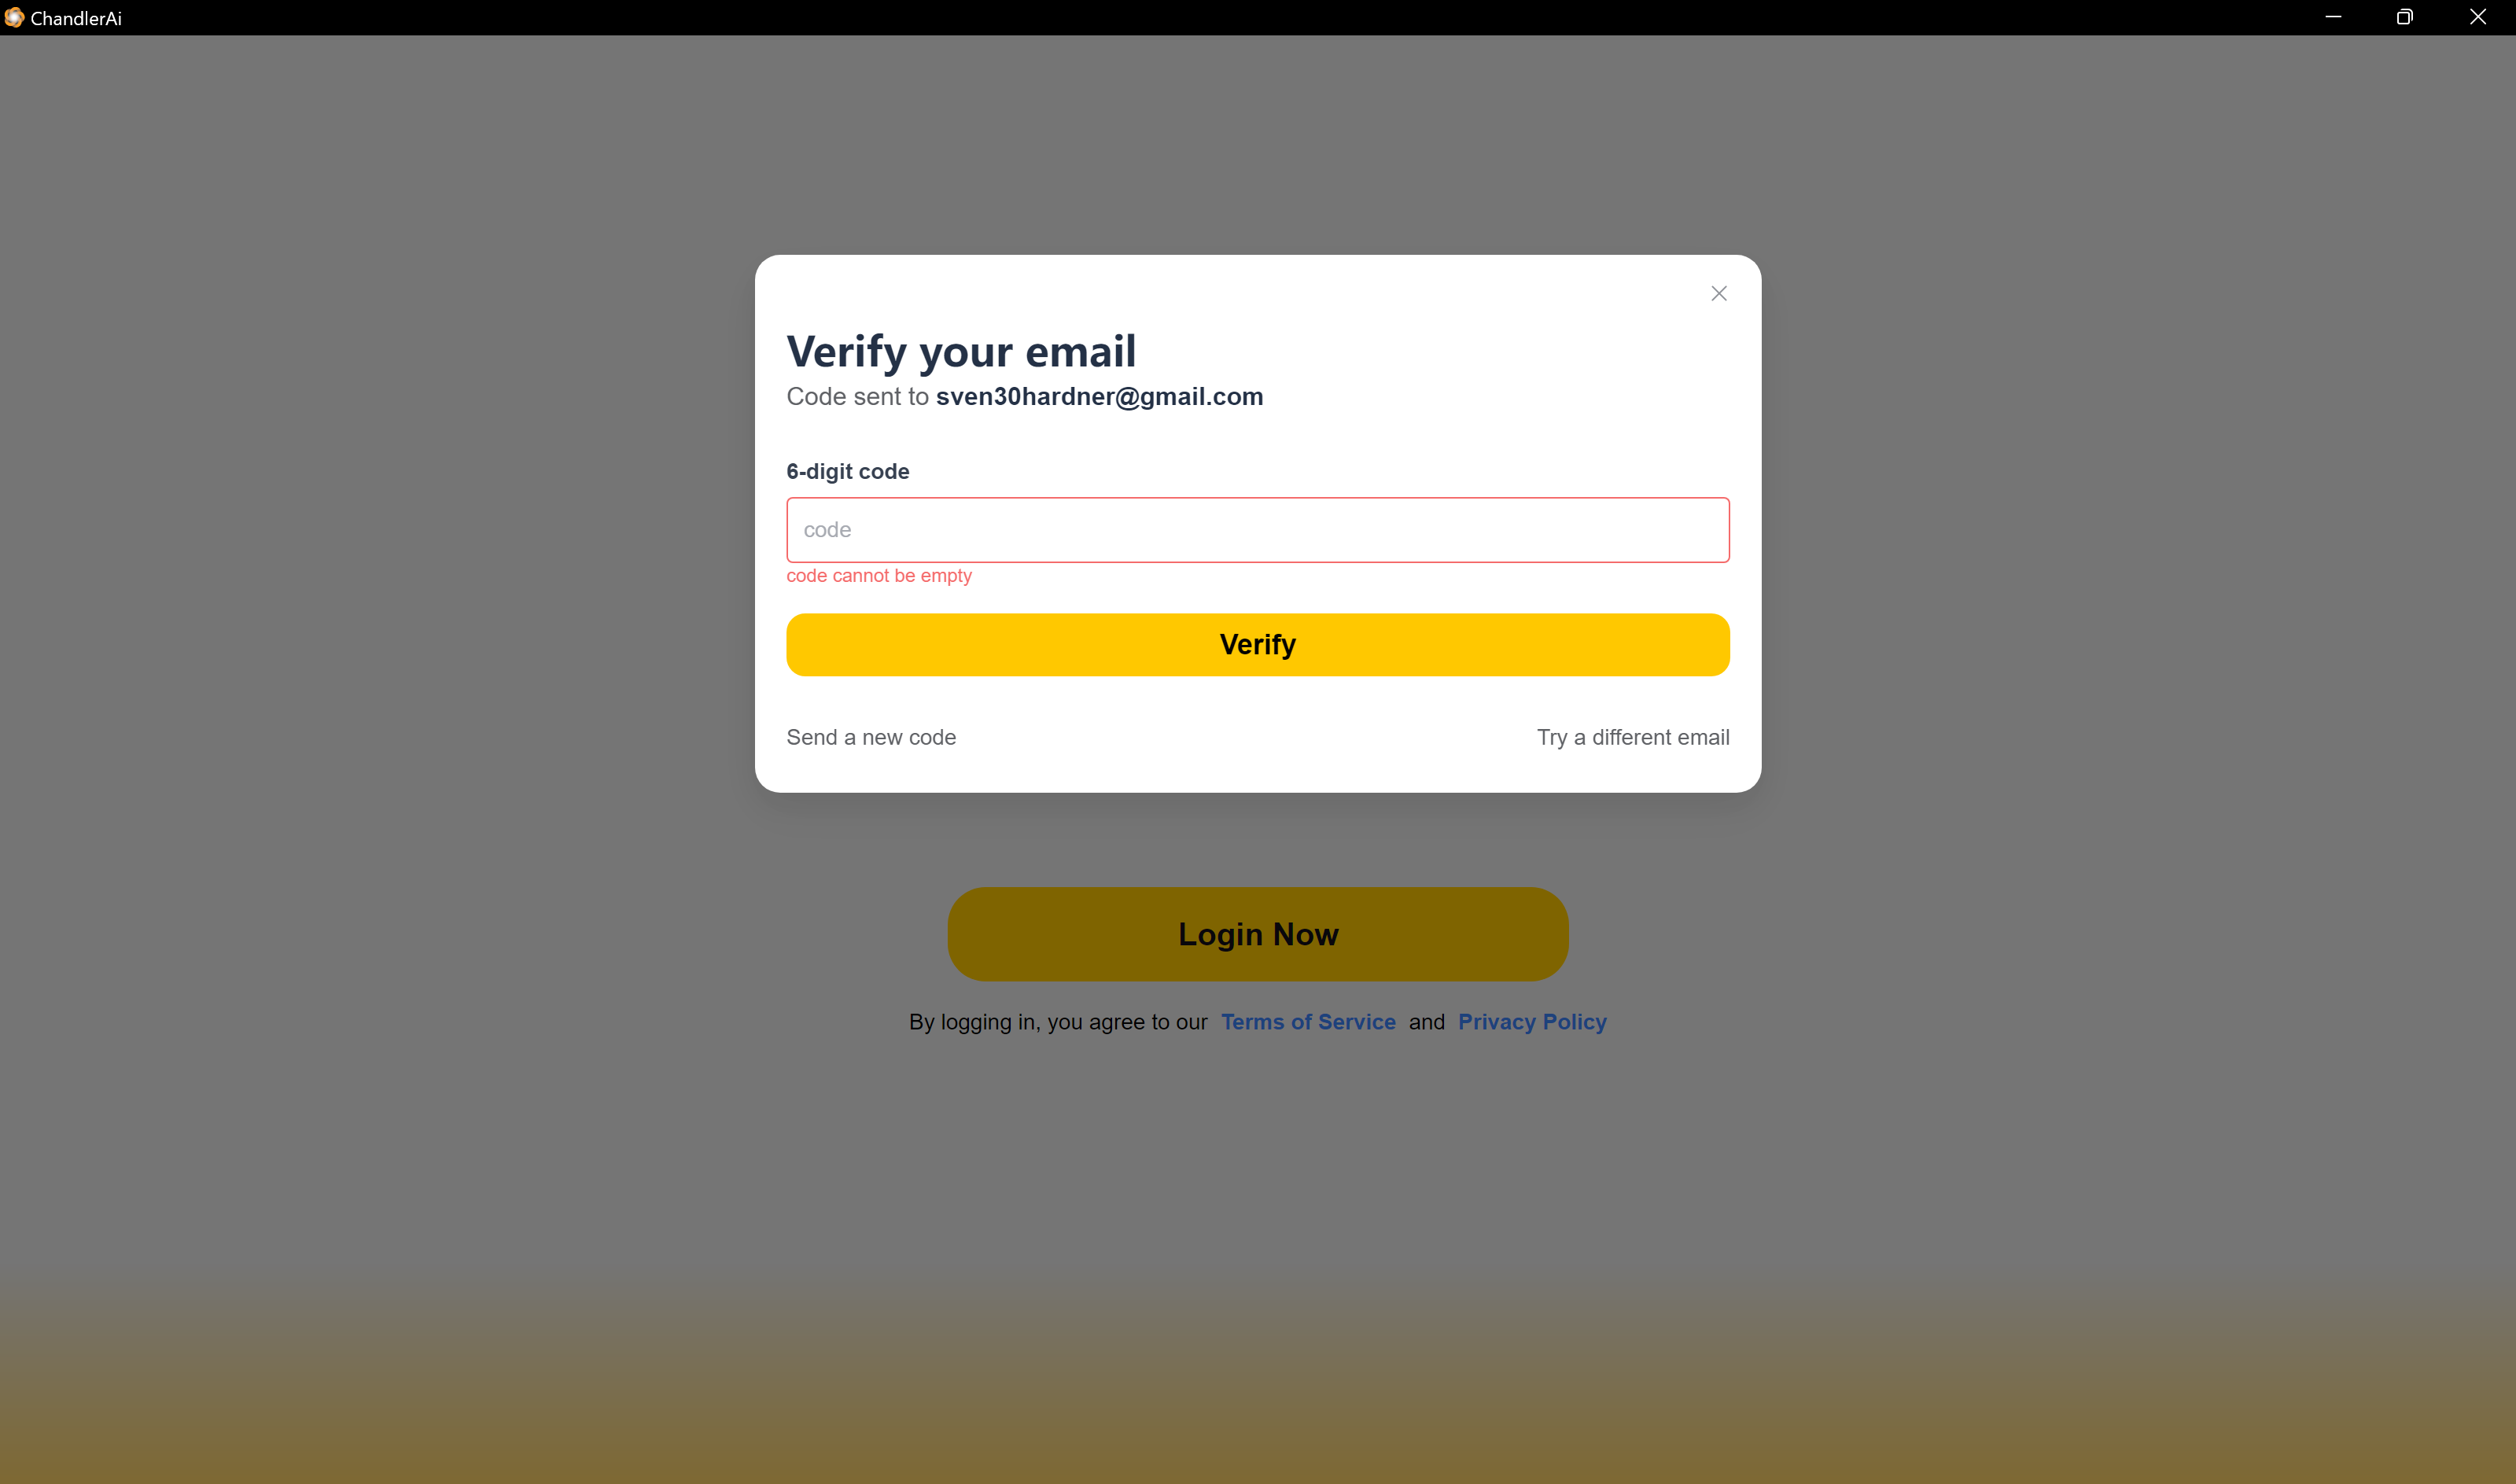 ChandlerAi
Verify your email
Code sent to sven30hardner@gmail.com
6-digit code
code
code cannot be empty
Verify
Send a new code
Try a different email
Login Now
By logging in, you agree to our Terms of Service and Privacy Policy